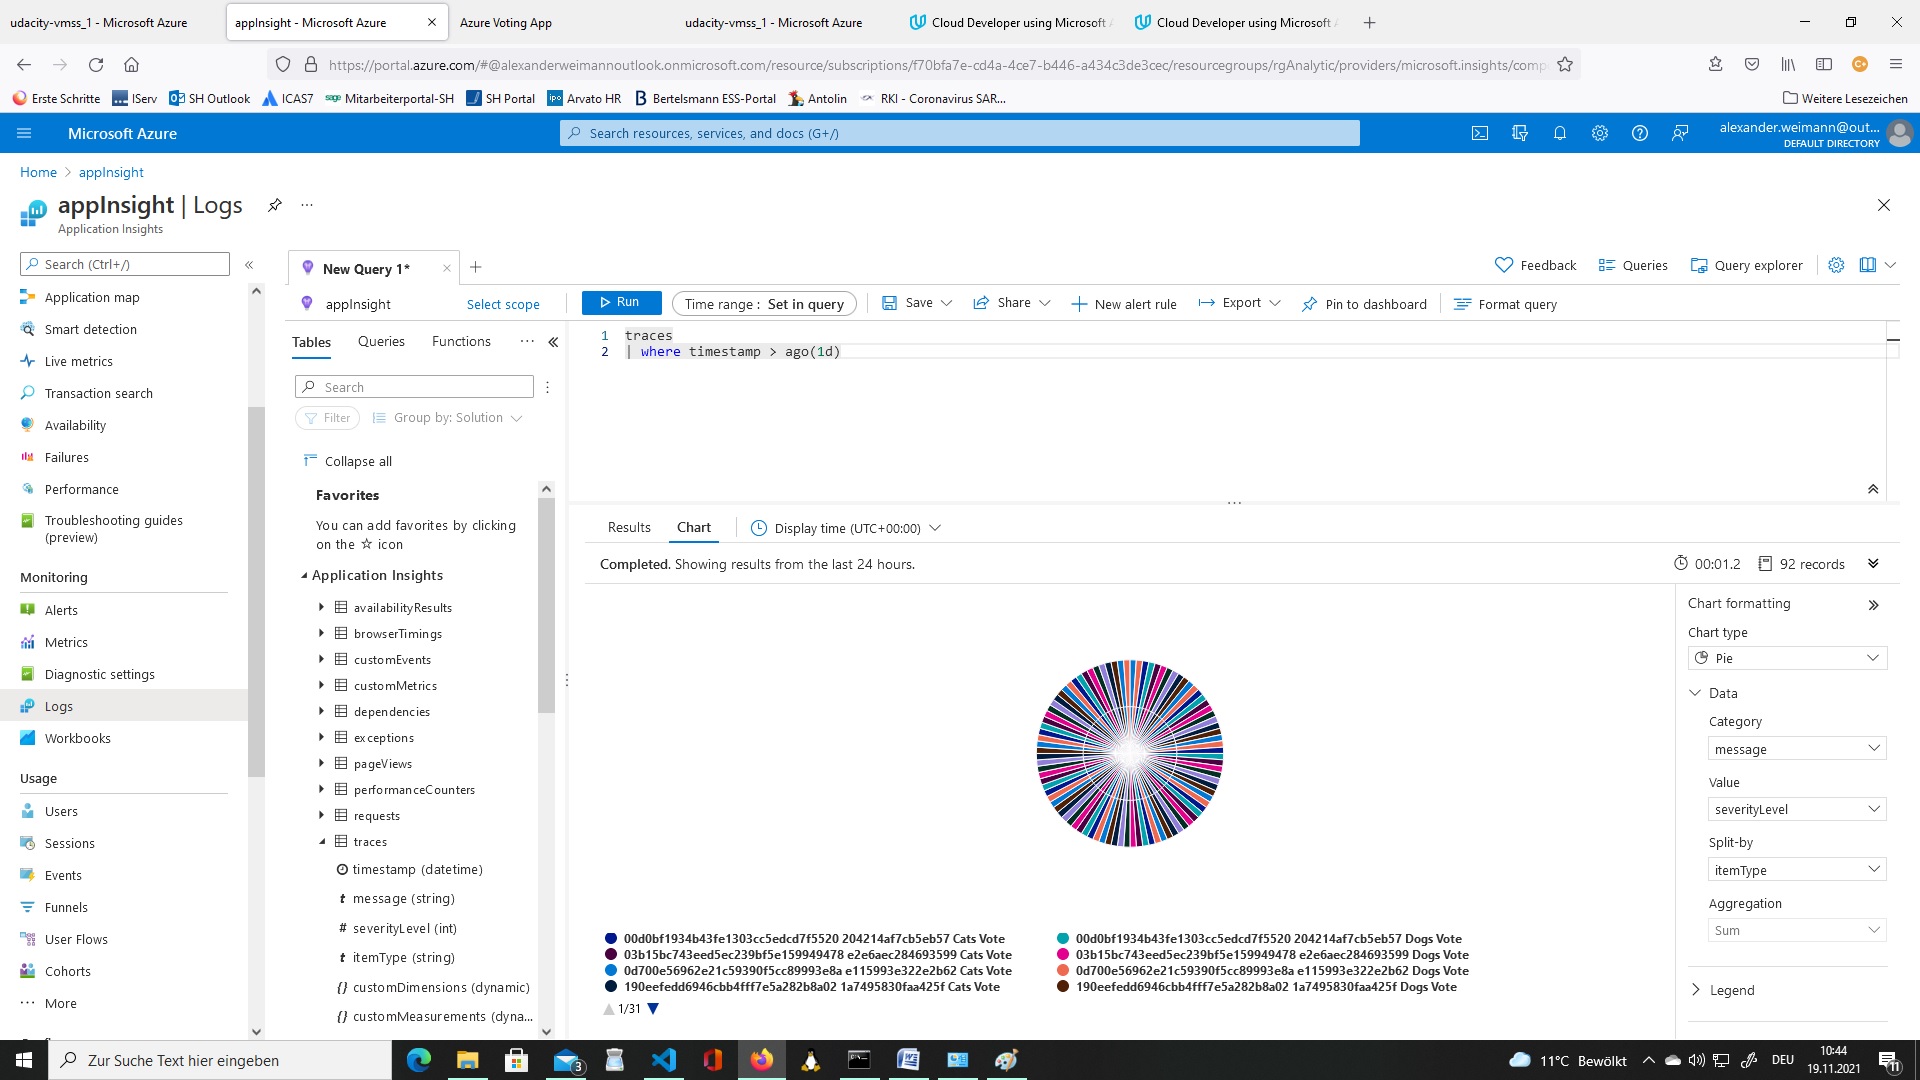 udacity-vmss_1 - Microsoft Azure
appInsight - Microsoft Azure
Azure Voting App
udacity-vmss_1 - Microsoft Azure
Cloud Developer using Microsoft
Cloud Developer using Microsoft
https://portal.azure.com/#@alexanderweimannoutlook.onmicrosoft.com/resource/subscriptions/f70bfa7e-cd4a-4ce7-b446-a434c3de3cec/resourcegroups/rgAnalytic/providers/microsoft.insights/comp
Erste Schritte
IServ
SH Outlook
ICAS7
Mitarbeiterportal-SH
SH Portal
Arvato HR
Bertelsmann ESS-Portal
Antolin
RKI - Coronavirus SAR...
Weitere Lesezeichen
Microsoft Azure
Search resources, services, and docs (G+/)
alexander.weimann@out...
DEFAULT DIRECTORY
Home > appInsight
appInsight | Logs
Application Insights
Search (Ctrl+/)
Application map
Smart detection
Live metrics
Transaction search
Availability
Failures
Performance
Troubleshooting guides
(preview)
Monitoring
Alerts
Metrics
Diagnostic settings
Logs
Workbooks
Usage
Users
Sessions
Events
Funnels
User Flows
Cohorts
More
New Query 1*
Feedback
Queries
Query explorer
appInsight
Select scope
Run
Time range : Set in query
Save
Share
New alert rule
Export
Pin to dashboard
Format query
Tables
Queries
Functions
Search
Filter
Group by: Solution
Collapse all
Favorites
You can add favorites by clicking
on the ☆ icon
Application Insights
availabilityResults
browserTimings
customEvents
customMetrics
dependencies
exceptions
pageViews
performanceCounters
requests
traces
timestamp (datetime)
t message (string)
# severityLevel (int)
t itemType (string)
{} customDimensions (dynamic)
{} customMeasurements (dyna...
1 traces
2 | where timestamp > ago(1d)
Results
Chart
Display time (UTC+00:00)
Completed. Showing results from the last 24 hours.
00:01.2
92 records
Chart formatting
Chart type
Pie
Data
Category
message
Value
severityLevel
Split-by
itemType
Aggregation
Sum
Legend
00d0bf1934b43fe1303cc5edcd7f5520 204214af7cb5eb57 Cats Vote
00d0bf1934b43fe1303cc5edcd7f5520 204214af7cb5eb57 Dogs Vote
03b15bc743eed5ec239bf5e159949478 e2e6aec284693599 Cats Vote
03b15bc743eed5ec239bf5e159949478 e2e6aec284693599 Dogs Vote
0d700e56962e21c59390f5cc89993e8a e115993e322e2b62 Cats Vote
0d700e56962e21c59390f5cc89993e8a e115993e322e2b62 Dogs Vote
190eefedd6946cbb4fff7e5a282b8a02 1a7495830faa425f Cats Vote
190eefedd6946cbb4fff7e5a282b8a02 1a7495830faa425f Dogs Vote
1/31
Zur Suche Text hier eingeben
3
11°C Bewölkt
DEU
10:44
19.11.2021
11